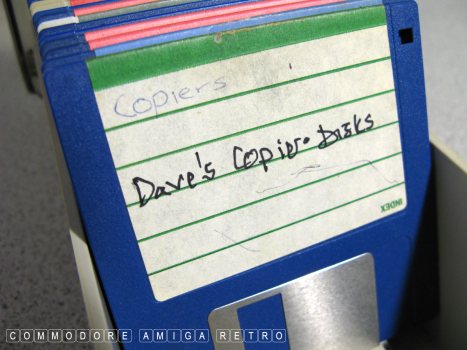 Copiers
Dave's Copier Disks
INDEX
COMMODORE AMIGA RETRO